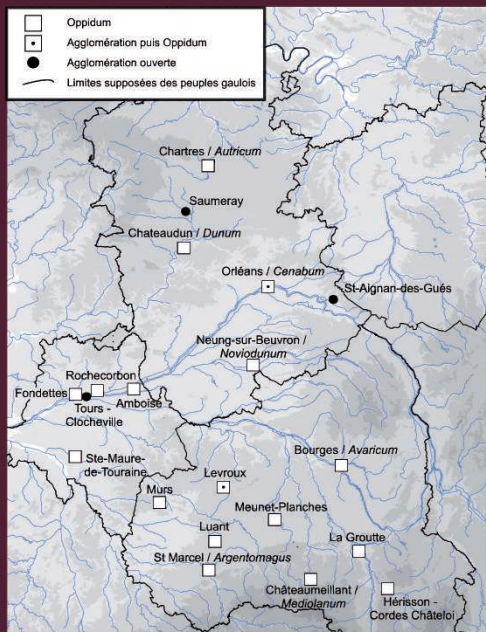 Oppidum
Agglomération puis Oppidum
Agglomération ouverte
Limites supposées des peuples gaulois
Chartres / Autricum
Saumeray
Chateaudun / Dunum
Orléans / Cenabum
St-Aignan-des-Gués
Neung-sur-Beuvron /
Noviodunum
Rochecorbon
Fondettes
Amboise
Tours -
Clocheville
Ste-Maure-
de-Touraine
Bourges / Avaricum
Levroux
Murs
Meunet-Planches
Luant
La Groutte
St Marcel / Argentomagus
Châteaumeillant /
Mediolanum
Hérisson -
Cordes Châteloi